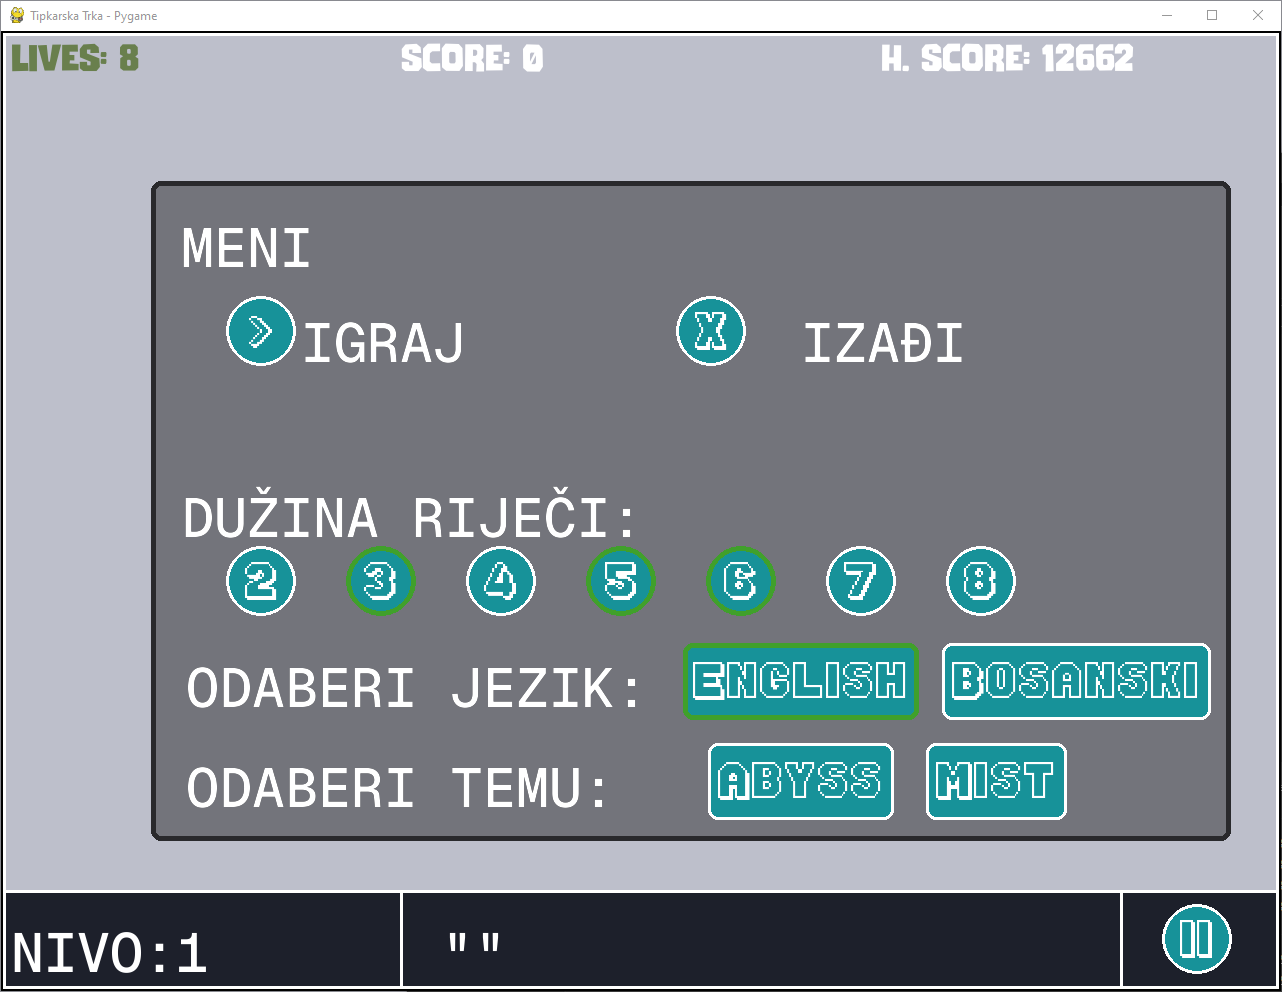 Tipkarska Trka - Pygame
LIVES: 8 SCORE: 0 H. SCORE: 12662
MENI
> IGRAJ X IZAĐI
DUŽINA RIJEČI:
2 3 4 5 6 7 8
ODABERI JEZIK: ENGLISH BOSANSKI
ODABERI TEMU: ABYSS MIST
NIVO:1 ""